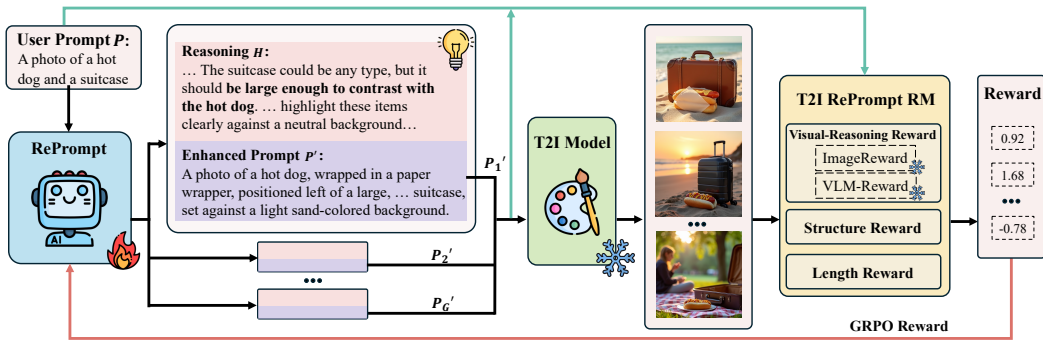 User Prompt P:
A photo of a hot
dog and a suitcase
RePrompt
AI
Reasoning H:
… The suitcase could be any type, but it
should be large enough to contrast with
the hot dog. … highlight these items
clearly against a neutral background…
Enhanced Prompt P′:
A photo of a hot dog, wrapped in a paper
wrapper, positioned left of a large, … suitcase,
set against a light sand-colored background.
P₁′
P₂′
•••
P_G′
T2I Model
•••
T2I RePrompt RM
Visual-Reasoning Reward
ImageReward
VLM-Reward
Structure Reward
Length Reward
Reward
0.92
1.68
•••
-0.78
GRPO Reward